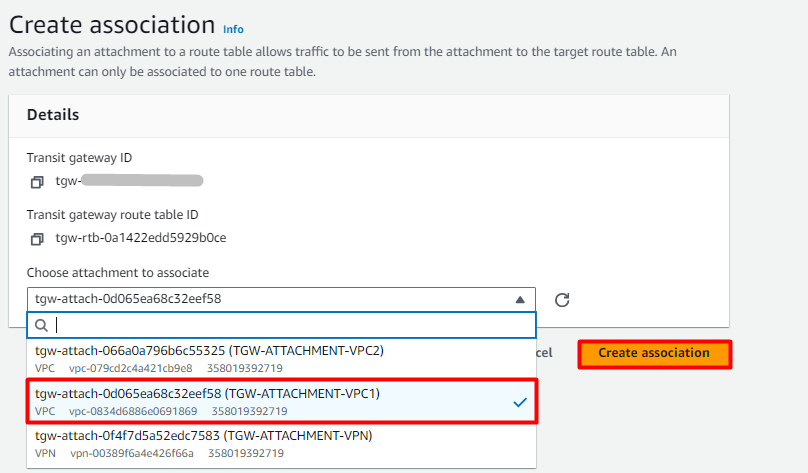 Create association Info
Associating an attachment to a route table allows traffic to be sent from the attachment to the target route table. An
attachment can only be associated to one route table.
Details
Transit gateway ID
tgw-
Transit gateway route table ID
tgw-rtb-0a1422edd5929b0ce
Choose attachment to associate
tgw-attach-0d065ea68c32eef58
tgw-attach-066a0a796b6c55325 (TGW-ATTACHMENT-VPC2)
VPC vpc-079cd2c4a421cb9e8 358019392719
cel Create association
tgw-attach-0d065ea68c32eef58 (TGW-ATTACHMENT-VPC1)
VPC vpc-0834d6886e0691869 358019392719
tgw-attach-0f4f7d5a52edc7583 (TGW-ATTACHMENT-VPN)
VPN vpn-00389f6a4e426f66a 358019392719